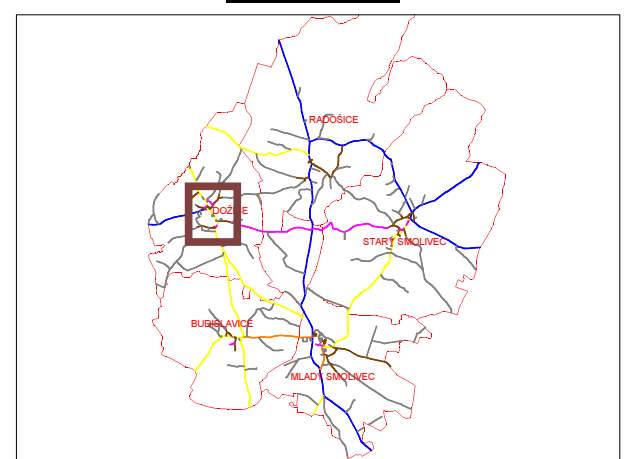 RADOŠICE
DOŽICE
STARÝ SMOLIVEC
BUDISLAVICE
MLADÝ SMOLIVEC